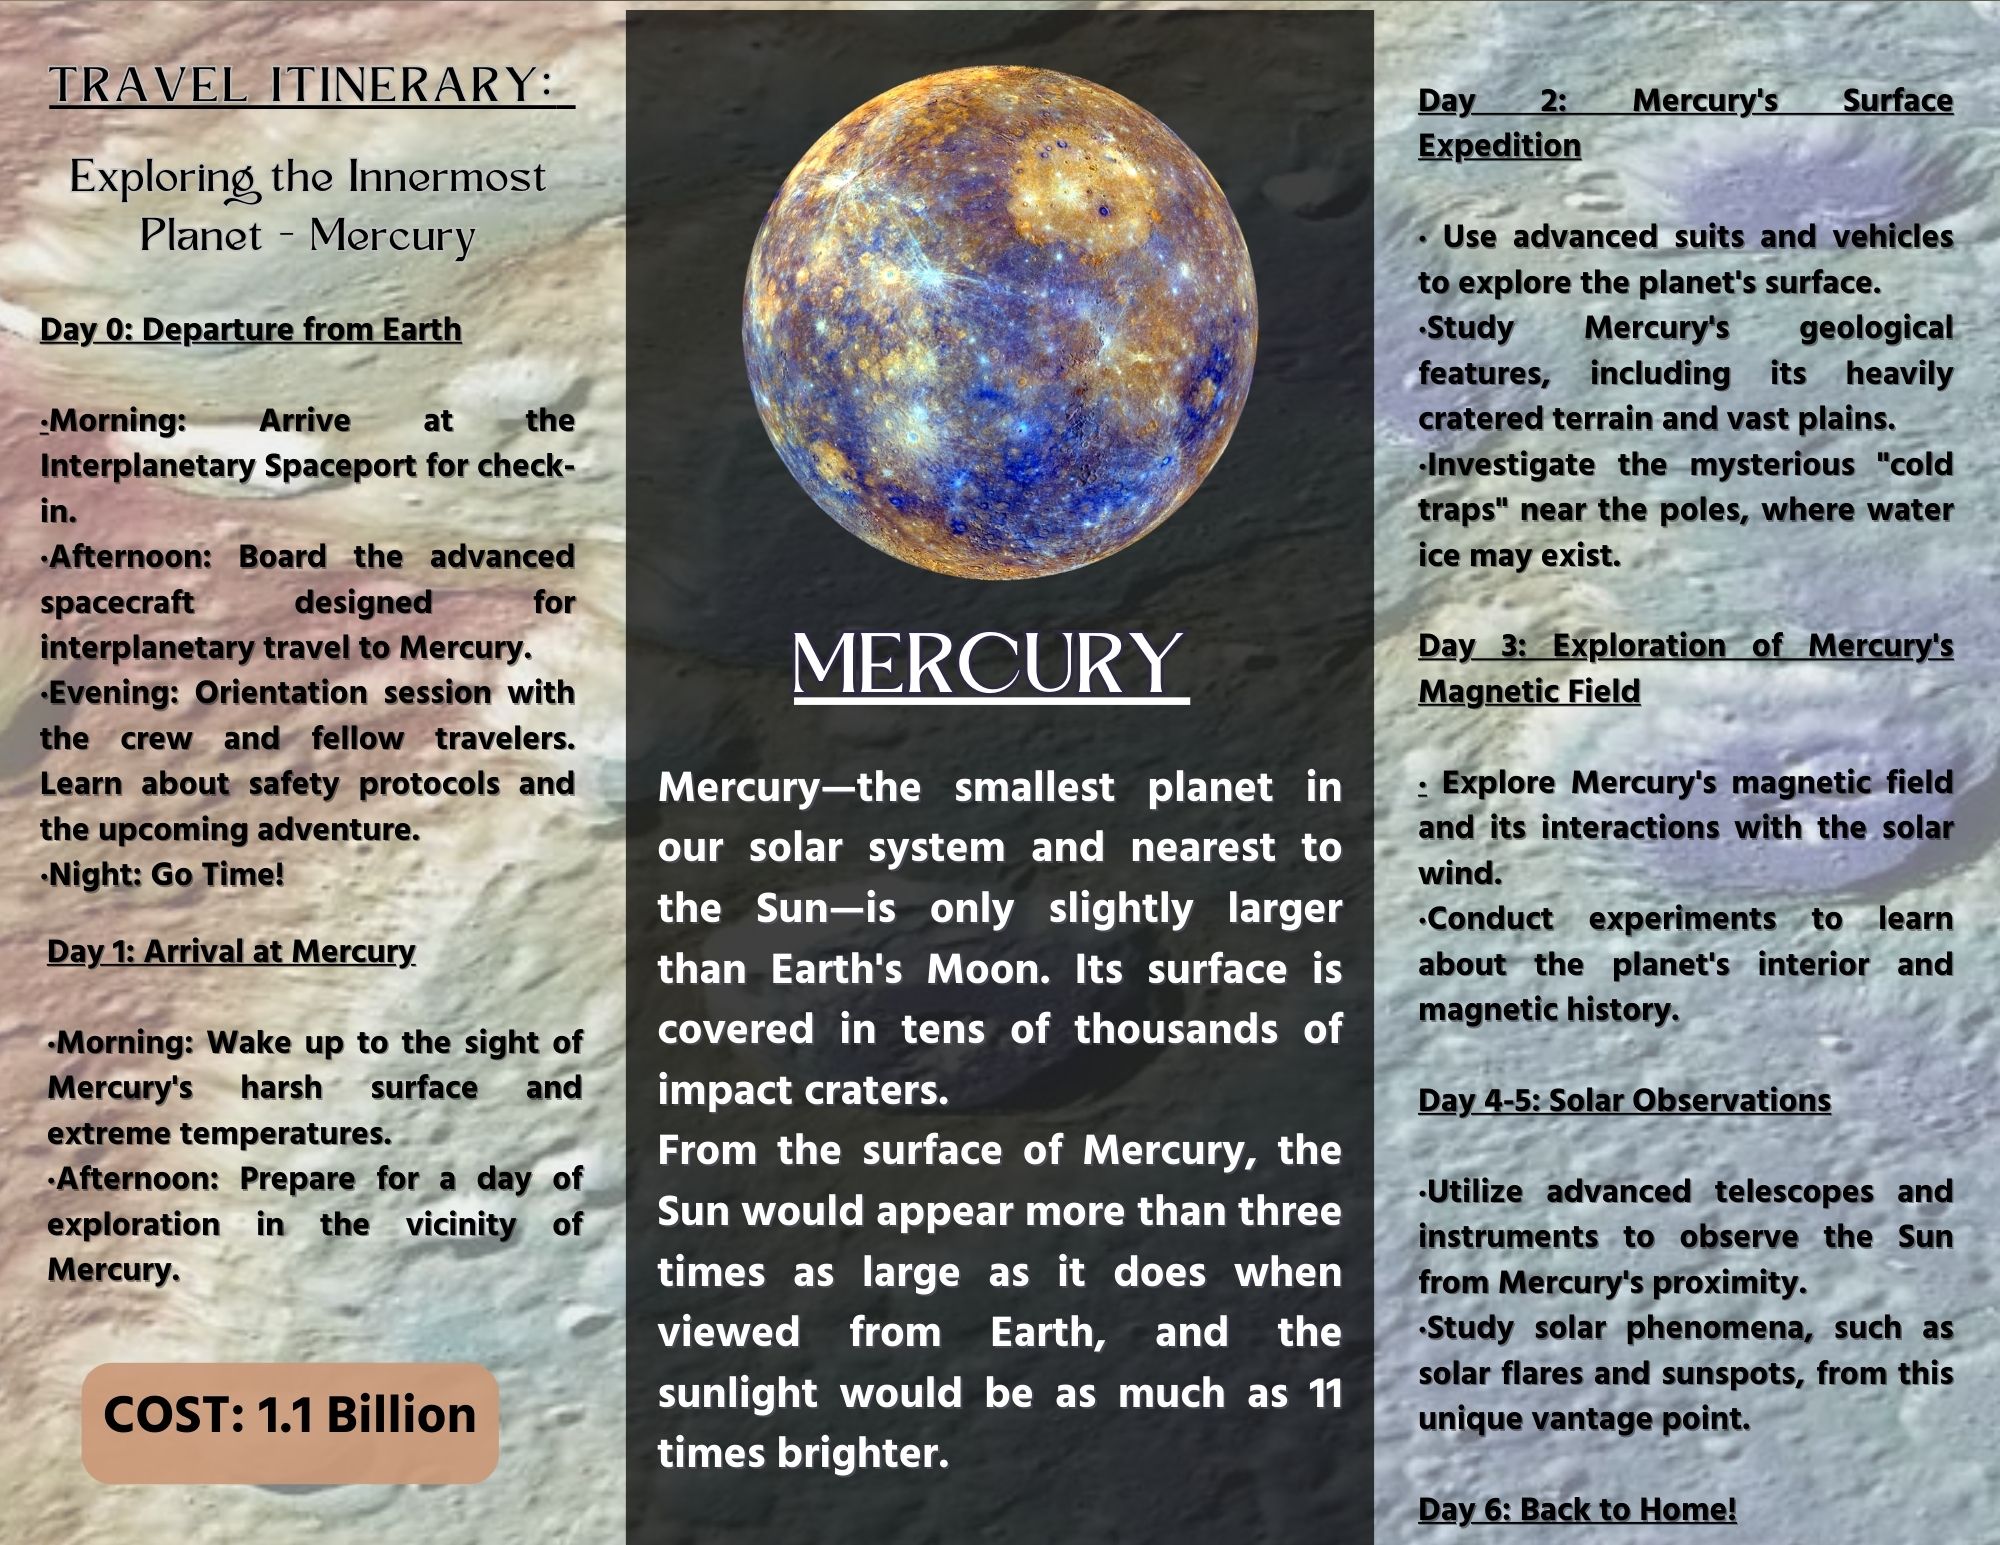 TRAVEL ITINERARY:
Exploring the Innermost
Planet - Mercury
Day 0: Departure from Earth
·Morning: Arrive at the
Interplanetary Spaceport for check-
in.
·Afternoon: Board the advanced
spacecraft designed for
interplanetary travel to Mercury.
·Evening: Orientation session with
the crew and fellow travelers.
Learn about safety protocols and
the upcoming adventure.
·Night: Go Time!
Day 1: Arrival at Mercury
·Morning: Wake up to the sight of
Mercury's harsh surface and
extreme temperatures.
·Afternoon: Prepare for a day of
exploration in the vicinity of
Mercury.
COST: 1.1 Billion
MERCURY
Mercury—the smallest planet in
our solar system and nearest to
the Sun—is only slightly larger
than Earth's Moon. Its surface is
covered in tens of thousands of
impact craters.
From the surface of Mercury, the
Sun would appear more than three
times as large as it does when
viewed from Earth, and the
sunlight would be as much as 11
times brighter.
Day 2: Mercury's Surface
Expedition
· Use advanced suits and vehicles
to explore the planet's surface.
·Study Mercury's geological
features, including its heavily
cratered terrain and vast plains.
·Investigate the mysterious "cold
traps" near the poles, where water
ice may exist.
Day 3: Exploration of Mercury's
Magnetic Field
· Explore Mercury's magnetic field
and its interactions with the solar
wind.
·Conduct experiments to learn
about the planet's interior and
magnetic history.
Day 4-5: Solar Observations
·Utilize advanced telescopes and
instruments to observe the Sun
from Mercury's proximity.
·Study solar phenomena, such as
solar flares and sunspots, from this
unique vantage point.
Day 6: Back to Home!